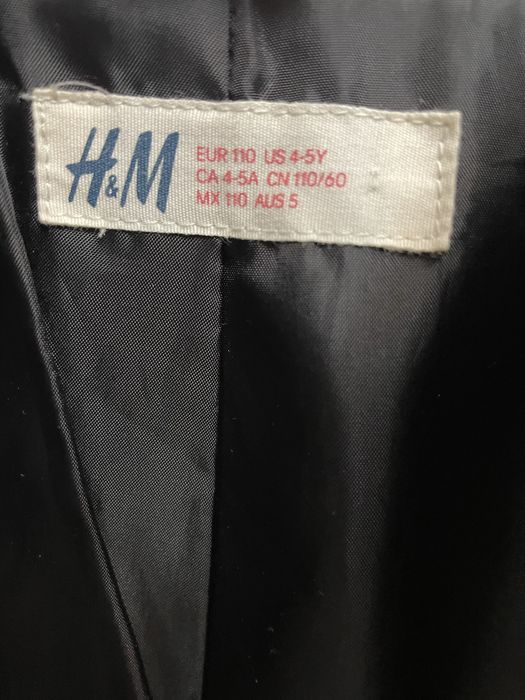 H&M
EUR 110 US 4-5Y
CA 4-5A CN 110/60
MX 110 AUS 5